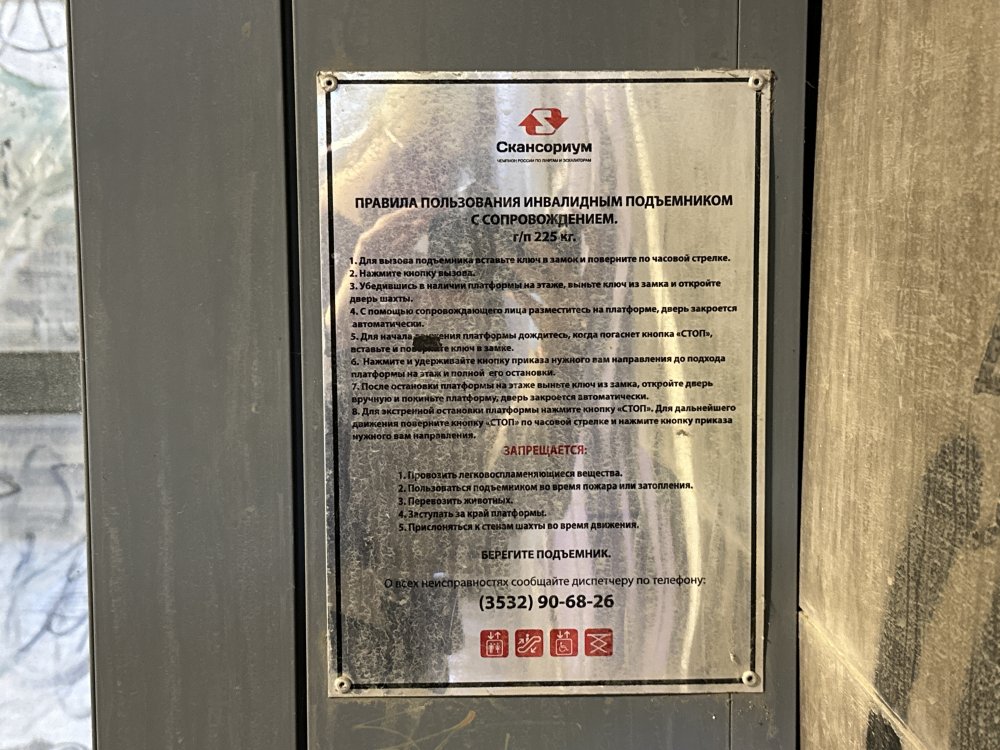 Скансориум
ЧЕМПИОН РОССИИ ПО ЛИФТАМ И ЭСКАЛАТОРАМ
ПРАВИЛА ПОЛЬЗОВАНИЯ ИНВАЛИДНЫМ ПОДЪЕМНИКОМ
С СОПРОВОЖДЕНИЕМ.
г/п 225 кг.
1. Для вызова подъемника вставьте ключ в замок и поверните по часовой стрелке.
2. Нажмите кнопку вызова.
3. Убедившись в наличии платформы на этаже, выньте ключ из замка и откройте
дверь шахты.
4. С помощью сопровождающего лица разместитесь на платформе, дверь закроется
автоматически.
5. Для начала движения платформы дождитесь, когда погаснет кнопка «СТОП»,
вставьте и поверните ключ в замке.
6. Нажмите и удерживайте кнопку приказа нужного вам направления до подхода
платформы на этаж и полной его остановки.
7. После остановки платформы на этаже выньте ключ из замка, откройте дверь
вручную и покиньте платформу, дверь закроется автоматически.
8. Для экстренной остановки платформы нажмите кнопку «СТОП». Для дальнейшего
движения поверните кнопку «СТОП» по часовой стрелке и нажмите кнопку приказа
нужного вам направления.
ЗАПРЕЩАЕТСЯ:
1. Провозить легковоспламеняющиеся вещества.
2. Пользоваться подъемником во время пожара или затопления.
3. Перевозить животных.
4. Заступать за край платформы.
5. Прислоняться к стенам шахты во время движения.
БЕРЕГИТЕ ПОДЪЕМНИК.
О всех неисправностях сообщайте диспетчеру по телефону:
(3532) 90-68-26